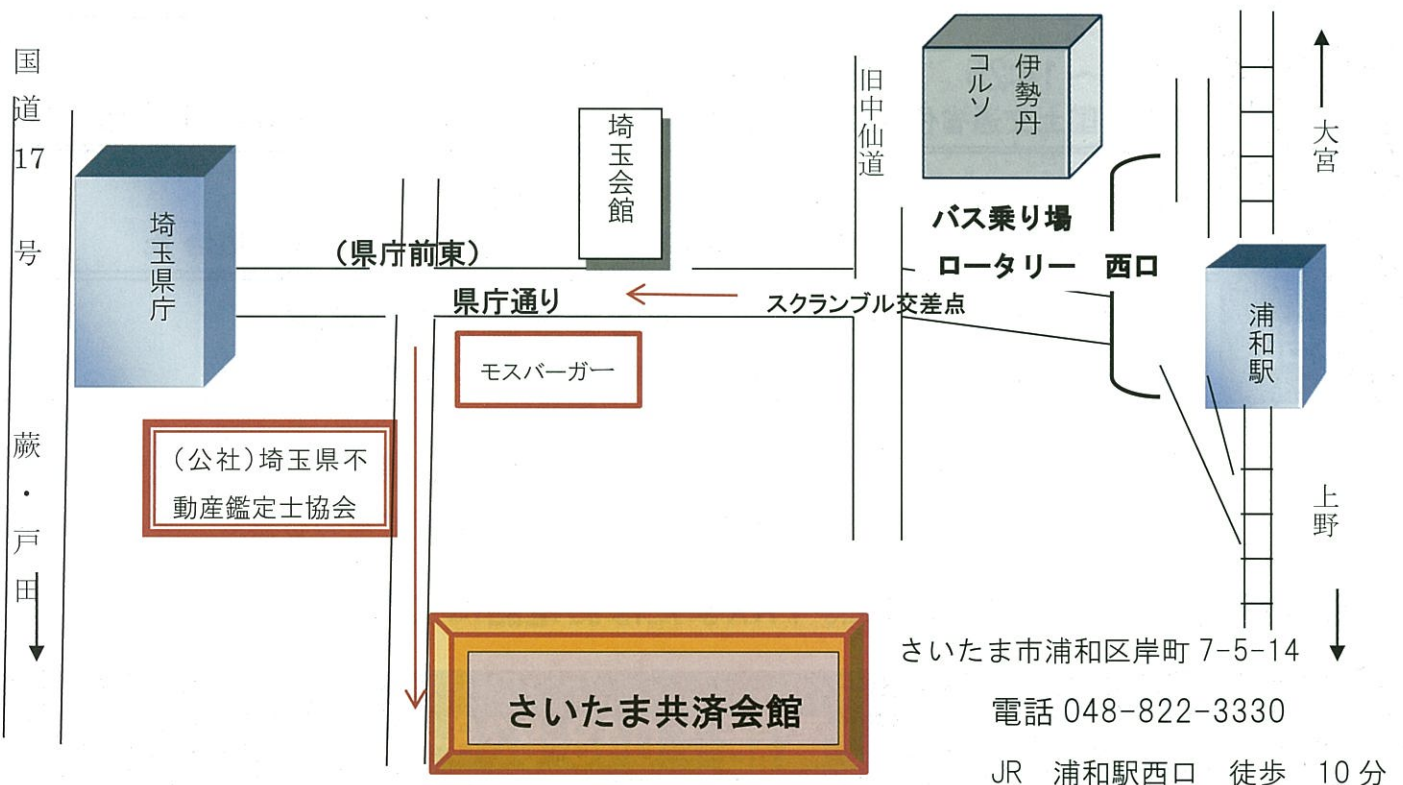 国道17号
蕨・戸田
埼玉県庁
(県庁前東)
埼玉会館
県庁通り
モスバーガー
(公社)埼玉県不
動産鑑定士協会
旧中仙道
スクランブル交差点
伊勢丹
コルソ
バス乗り場
ロータリー 西口
浦和駅
大宮
上野
さいたま共済会館
さいたま市浦和区岸町 7-5-14
電話 048-822-3330
JR 浦和駅西口 徒歩 10分